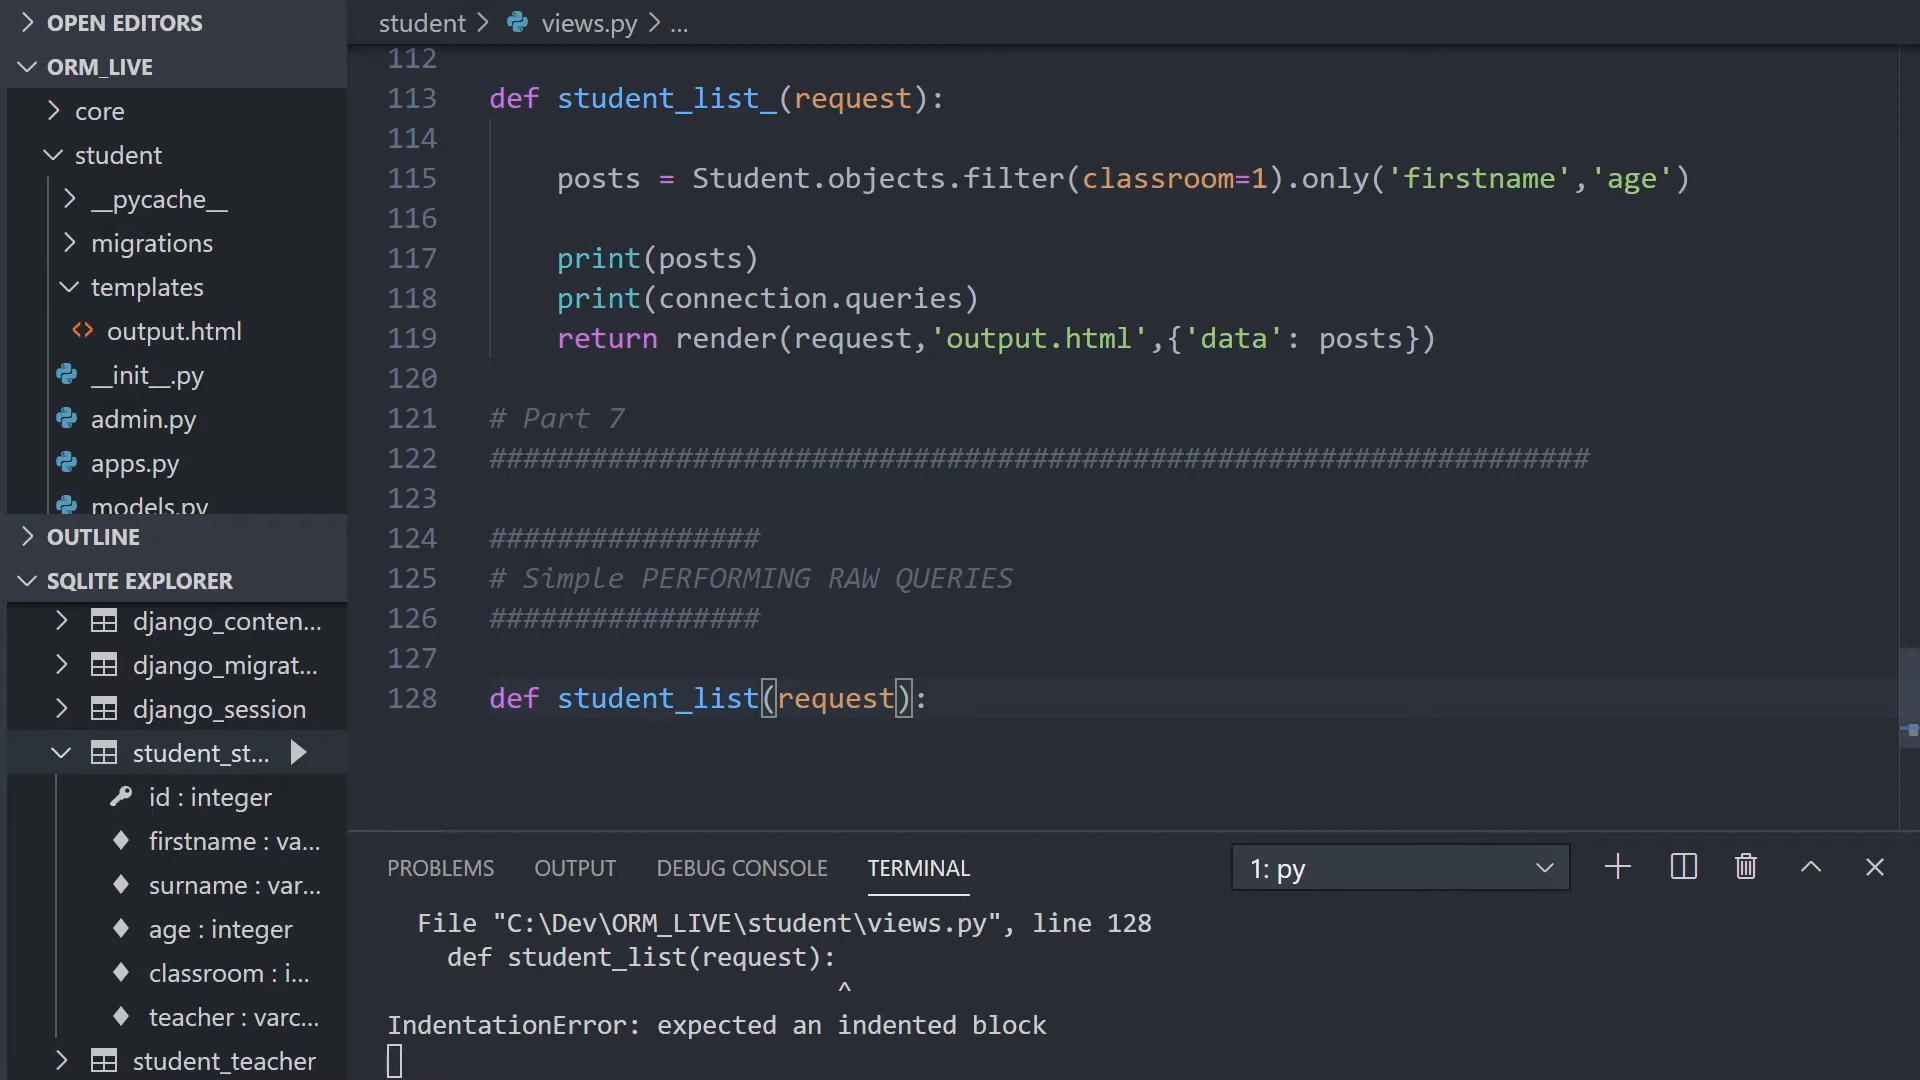 OPEN EDITORS
ORM_LIVE
core
student
__pycache__
migrations
templates
output.html
__init__.py
admin.py
apps.py
models.py
OUTLINE
SQLITE EXPLORER
django_conten...
django_migrat...
django_session
student_st...
id : integer
firstname : va...
surname : var...
age : integer
classroom : i...
teacher : varc...
student_teacher
student > views.py > ...
112
113 def student_list_(request):
114
115 posts = Student.objects.filter(classroom=1).only('firstname','age')
116
117 print(posts)
118 print(connection.queries)
119 return render(request,'output.html',{'data': posts})
120
121 # Part 7
122 #################################################################
123
124 ################
125 # Simple PERFORMING RAW QUERIES
126 ################
127
128 def student_list(request):
PROBLEMS OUTPUT DEBUG CONSOLE TERMINAL 1: py
File "C:\Dev\ORM_LIVE\student\views.py", line 128
def student_list(request):
^
IndentationError: expected an indented block